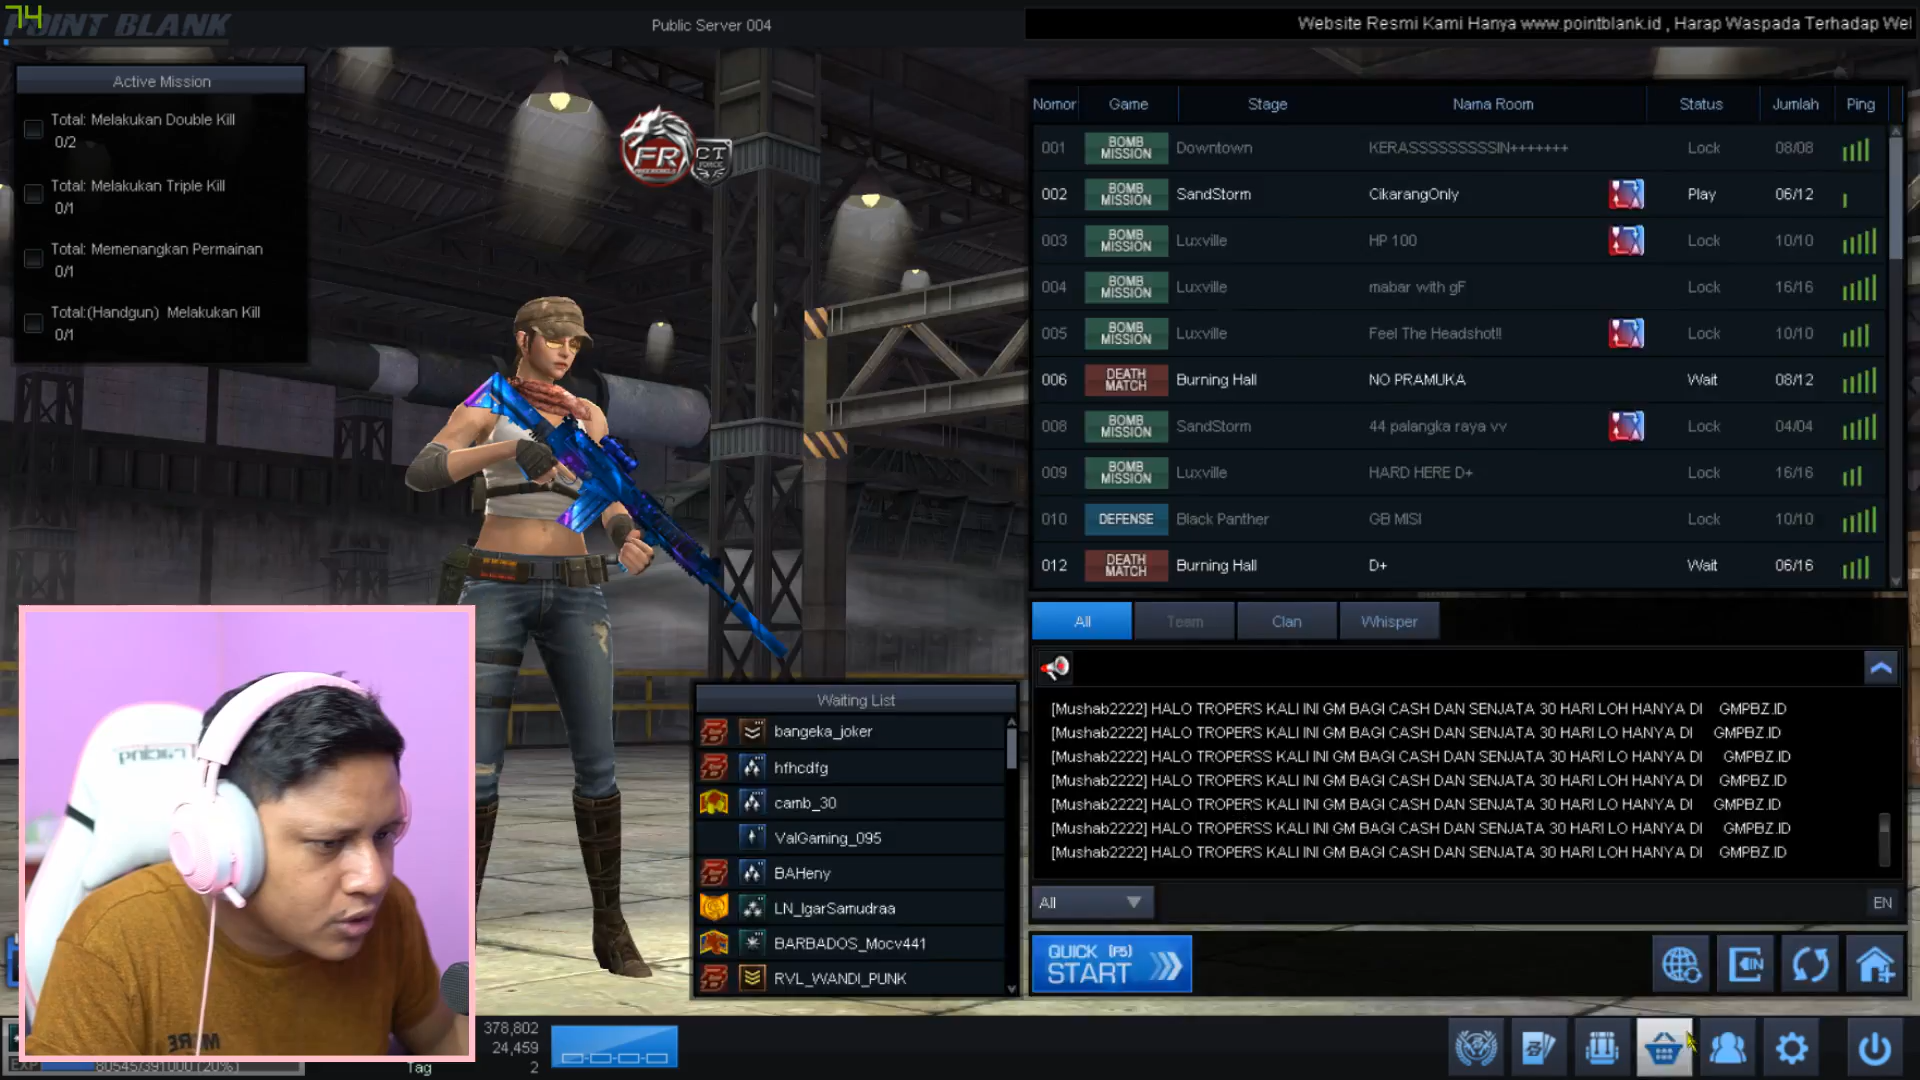 74
POINT BLANK
Public Server 004
Website Resmi Kami Hanya www.pointblank.id , Harap Waspada Terhadap Wel
Active Mission
Total: Melakukan Double Kill
0/2
Total: Melakukan Triple Kill
0/1
Total: Memenangkan Permainan
0/1
Total:(Handgun) Melakukan Kill
0/1
FR
CT
FORCE
Nomor Game Stage Nama Room Status Jumlah Ping
001 BOMB MISSION Downtown KERASSSSSSSSSIN+++++++ Lock 08/08
002 BOMB MISSION SandStorm CikarangOnly Play 06/12
003 BOMB MISSION Luxville HP 100 Lock 10/10
004 BOMB MISSION Luxville mabar with gF Lock 16/16
005 BOMB MISSION Luxville Feel The Headshot!! Lock 10/10
006 DEATH MATCH Burning Hall NO PRAMUKA Wait 08/12
008 BOMB MISSION SandStorm 44 palangka raya vv Lock 04/04
009 BOMB MISSION Luxville HARD HERE D+ Lock 16/16
010 DEFENSE Black Panther GB MISI Lock 10/10
012 DEATH MATCH Burning Hall D+ Wait 06/16
All Team Clan Whisper
[Mushab2222] HALO TROPERS KALI INI GM BAGI CASH DAN SENJATA 30 HARI LOH HANYA DI GMPBZ.ID
[Mushab2222] HALO TROPERS KALI INI GM BAGI CASH DAN SENJATA 30 HARI LO HANYA DI GMPBZ.ID
[Mushab2222] HALO TROPERSS KALI INI GM BAGI CASH DAN SENJATA 30 HARI LOH HANYA DI GMPBZ.ID
[Mushab2222] HALO TROPERS KALI INI GM BAGI CASH DAN SENJATA 30 HARI LOH HANYA DI GMPBZ.ID
[Mushab2222] HALO TROPERS KALI INI GM BAGI CASH DAN SENJATA 30 HARI LO HANYA DI GMPBZ.ID
[Mushab2222] HALO TROPERSS KALI INI GM BAGI CASH DAN SENJATA 30 HARI LOH HANYA DI GMPBZ.ID
[Mushab2222] HALO TROPERS KALI INI GM BAGI CASH DAN SENJATA 30 HARI LOH HANYA DI GMPBZ.ID
All
EN
Waiting List
bangeka_joker
hfhcdfg
camb_30
ValGaming_095
BAHeny
LN_IgarSamudraa
BARBADOS_Mocv441
RVL_WANDI_PUNK
QUICK (F5)
START
IN
378,802
24,459
2
EXP 80545/391000 (20%)
Tag